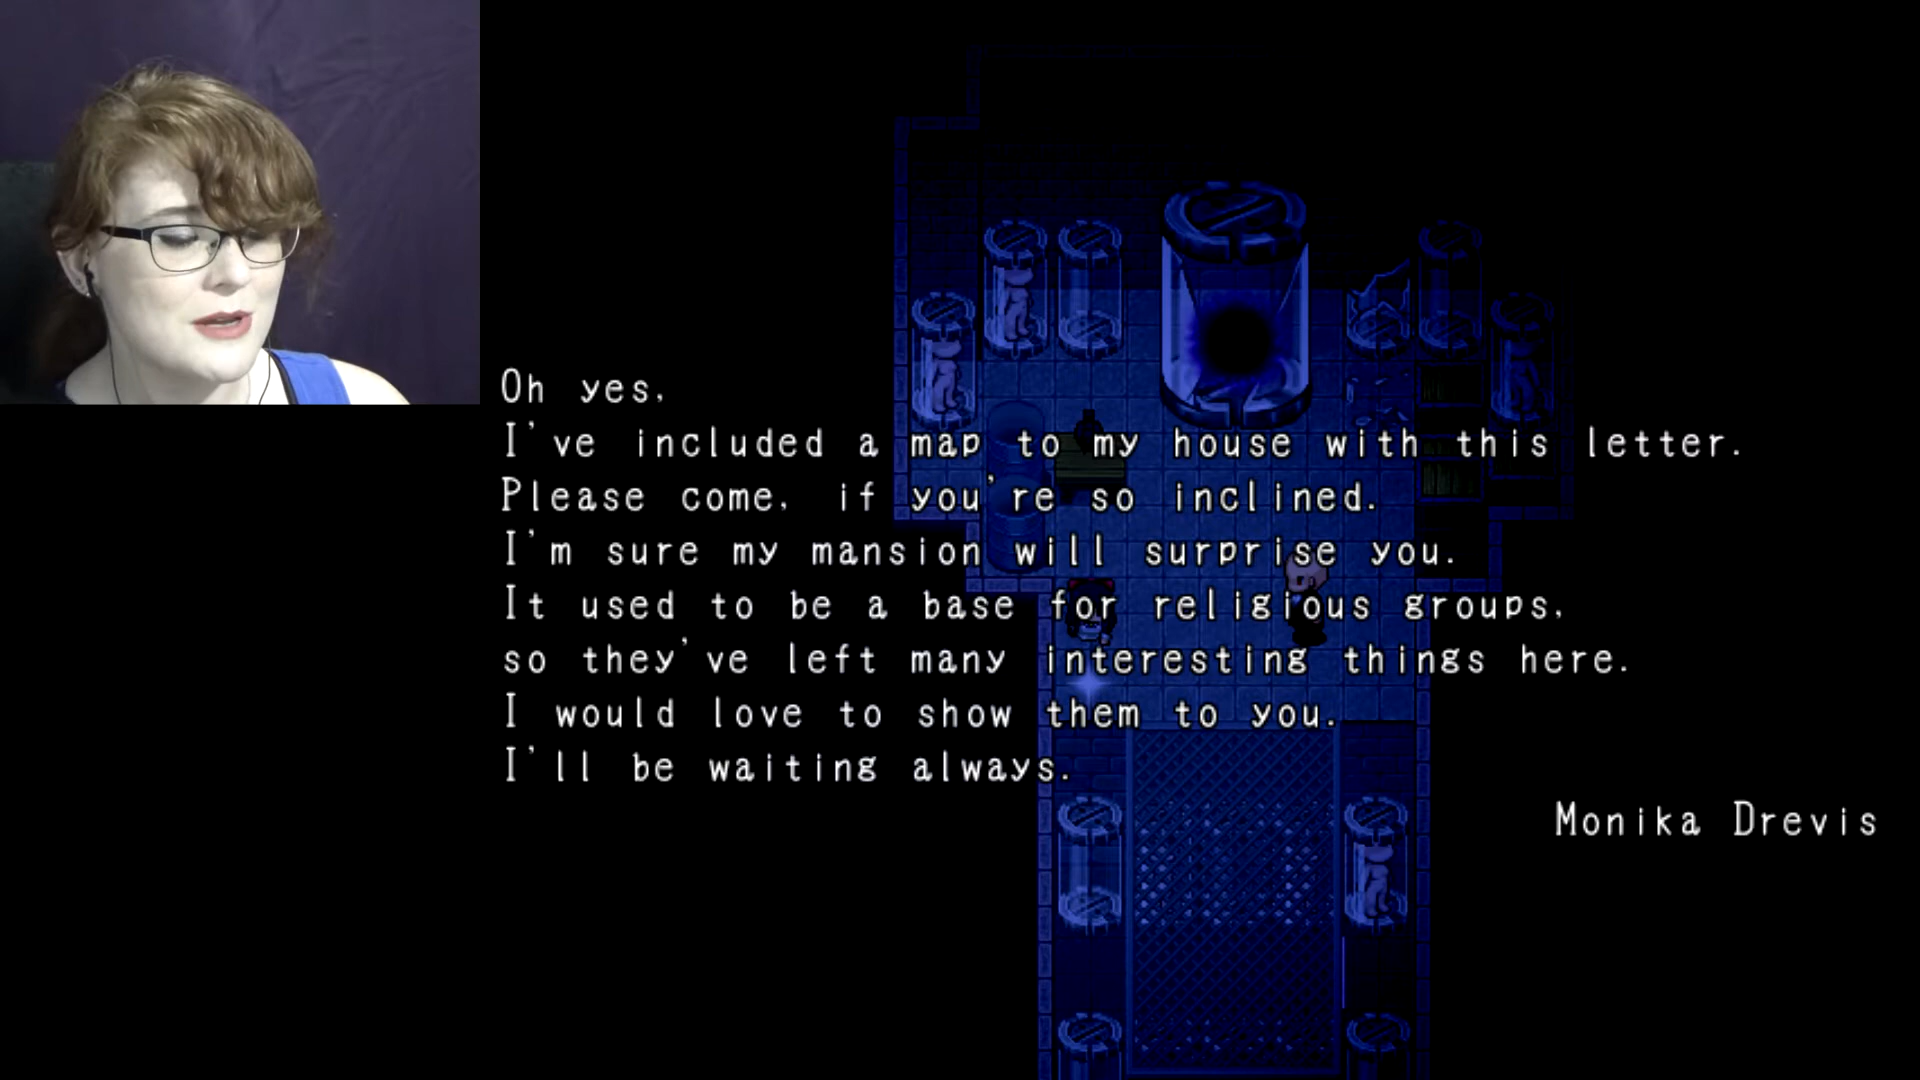 Oh yes,
I've included a map to my house with this letter.
Please come, if you're so inclined.
I'm sure my mansion will surprise you.
It used to be a base for religious groups,
so they've left many interesting things here.
I would love to show them to you.
I'll be waiting always.
Monika Drevis